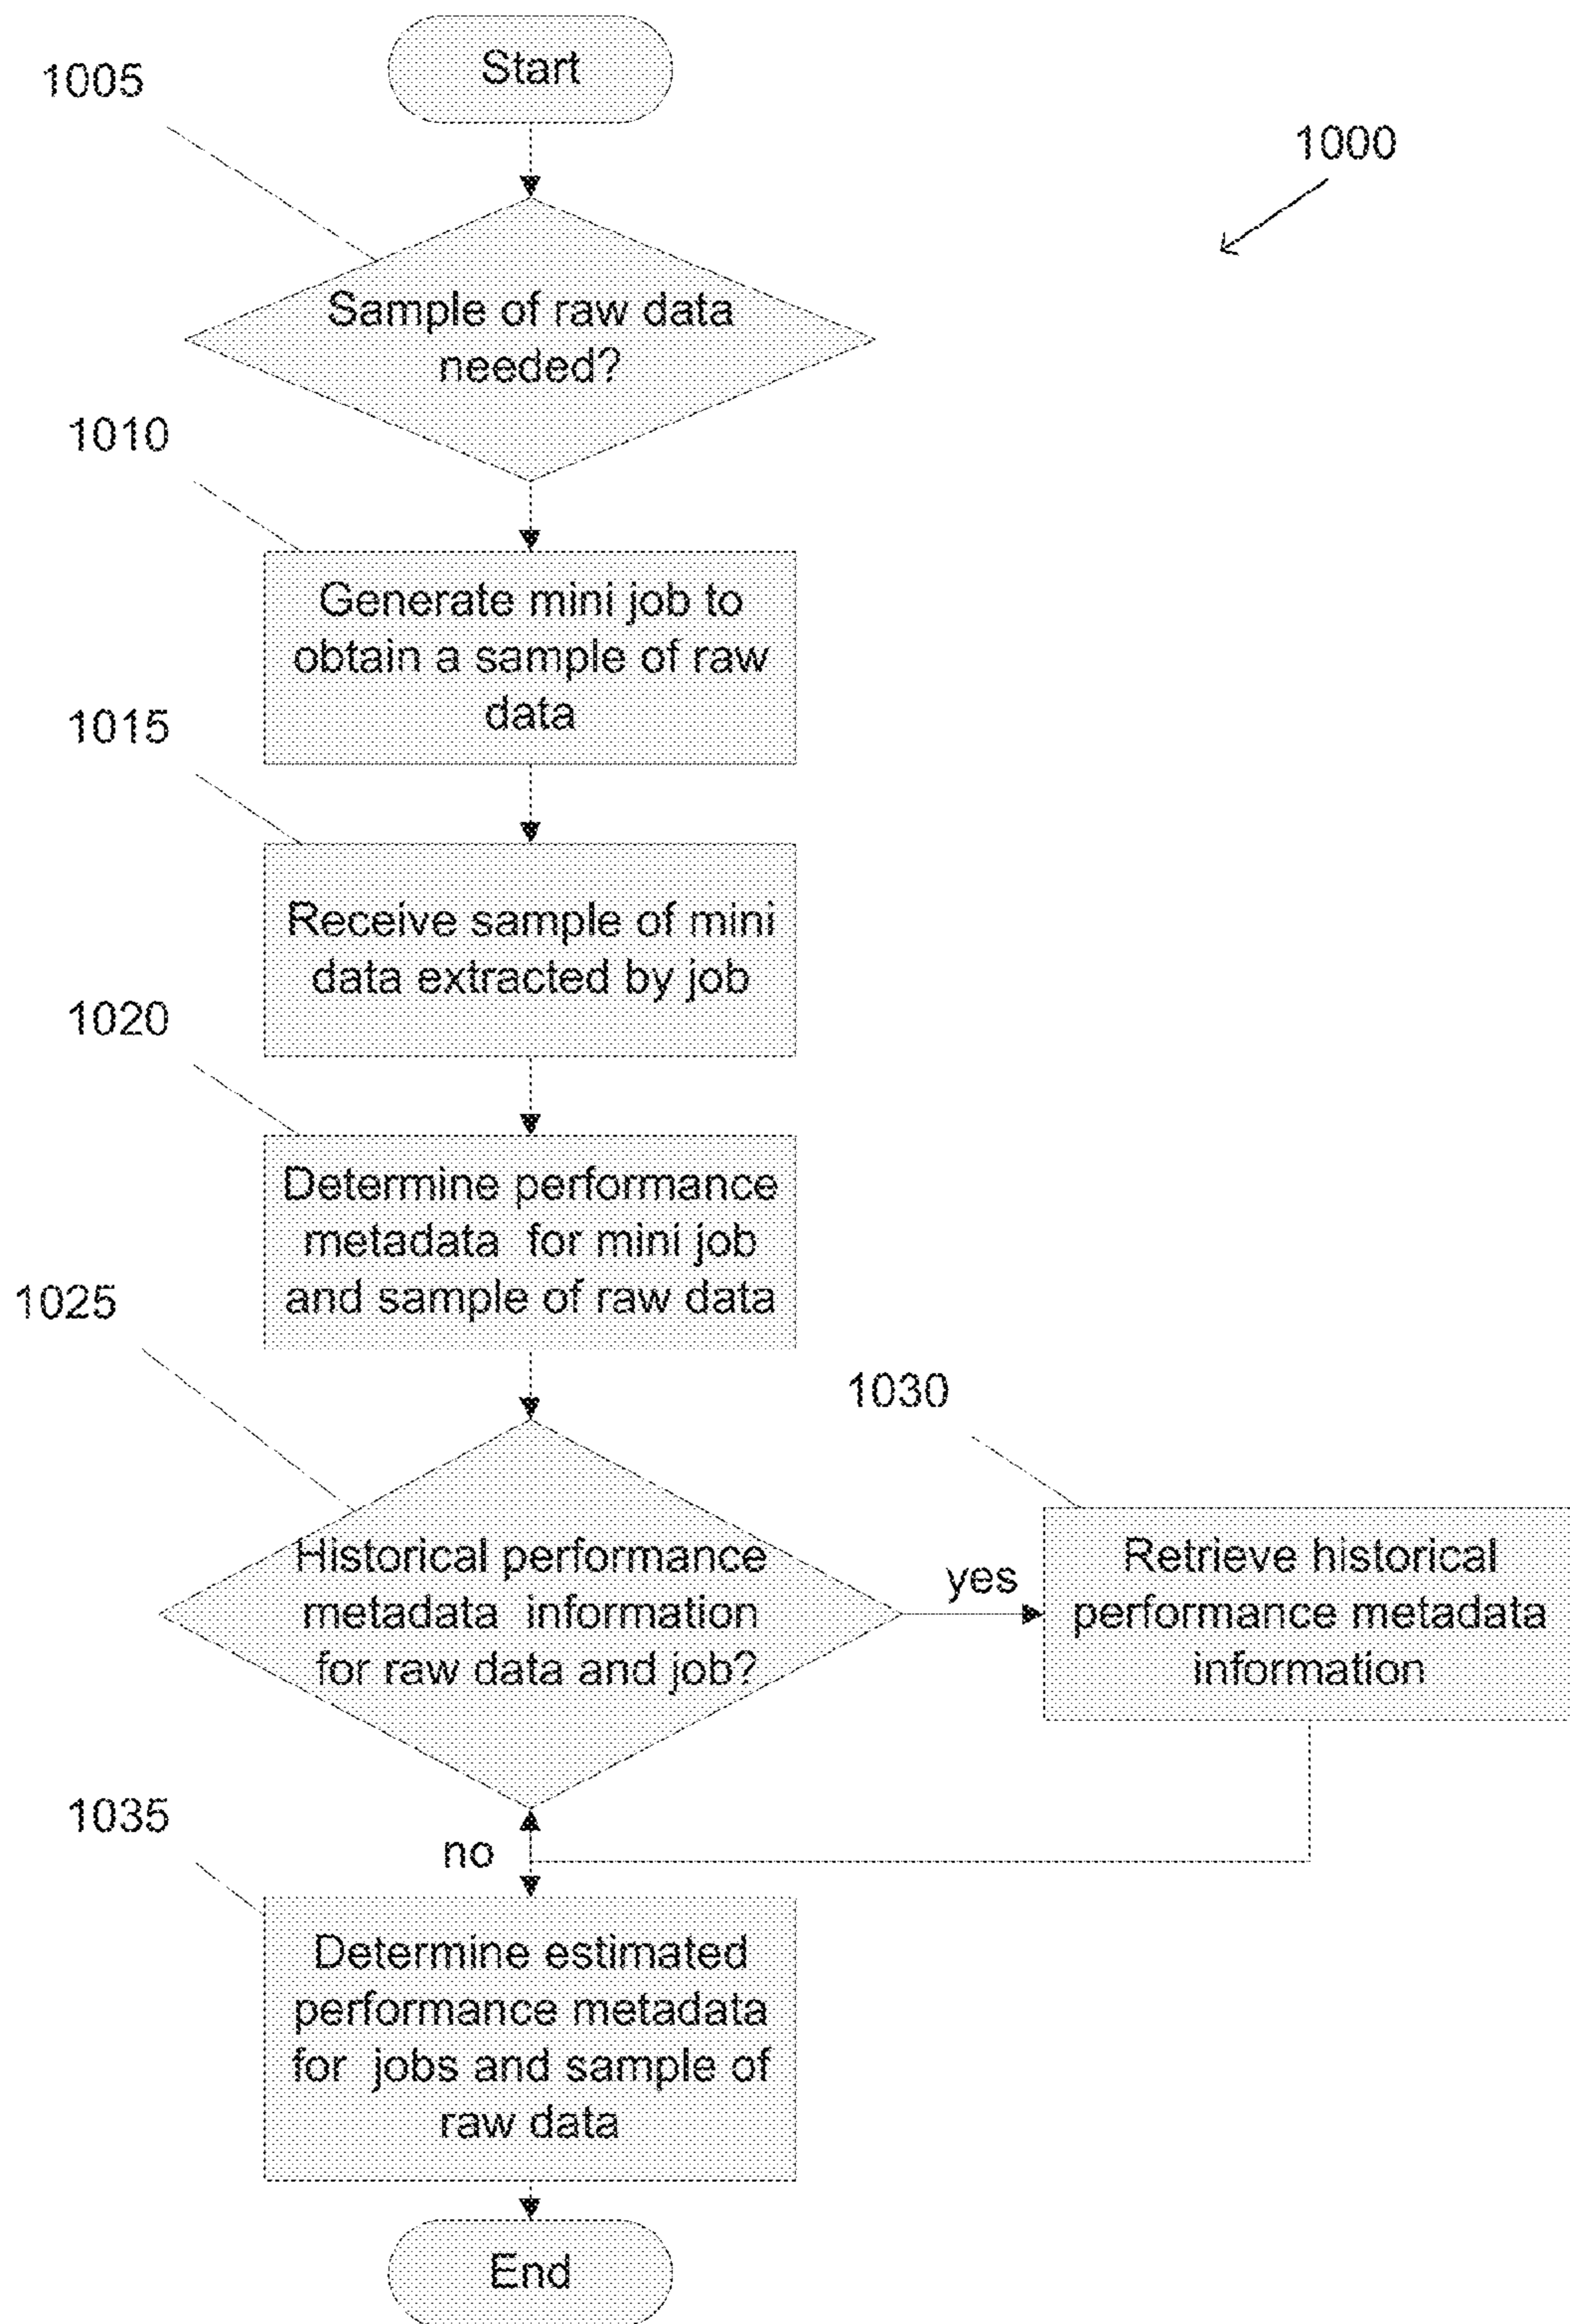 Start
1005
1000
Sample of raw data
needed?
1010
Generate mini job to
obtain a sample of raw
data
1015
Receive sample of mini
data extracted by job
1020
Determine performance
metadata for mini job
and sample of raw data
1025
1030
Historical performance
metadata information
for raw data and job?
yes
Retrieve historical
performance metadata
information
1035
no
Determine estimated
performance metadata
for jobs and sample of
raw data
End